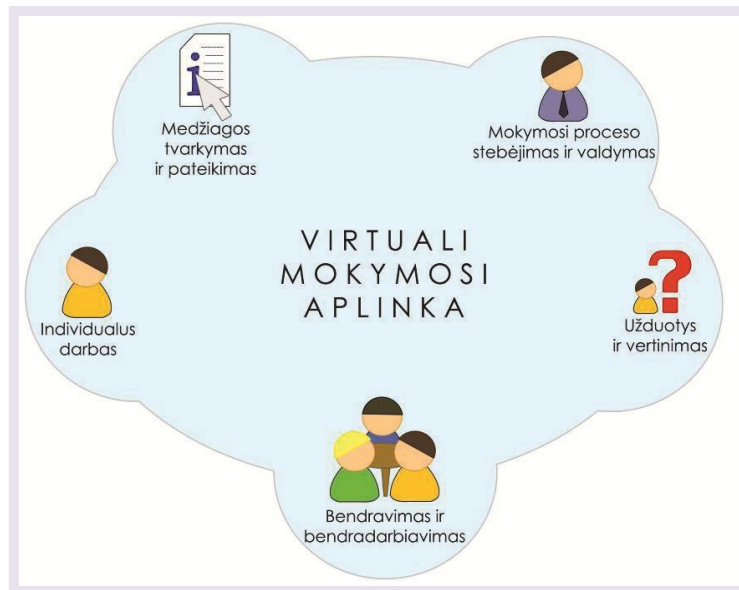 Medžiagos
tvarkymas
ir pateikimas
Mokymosi proceso
stebėjimas ir valdymas
VIRTUALI
MOKYMOSI
APLINKA
Individualus
darbas
Užduotys
ir vertinimas
Bendravimas ir
bendradarbiavimas